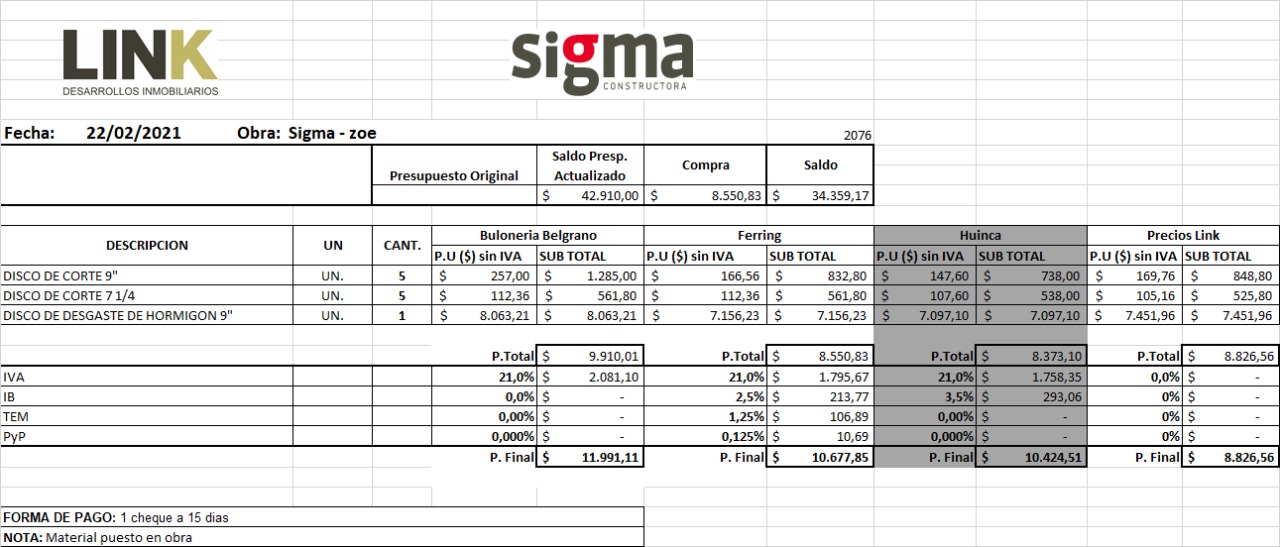 LINK
DESARROLLOS INMOBILIARIOS
sigma
CONSTRUCTORA
Fecha: 22/02/2021 Obra: Sigma - zoe 2076
Presupuesto Original Saldo Presp. Actualizado Compra Saldo
$ 42.910,00 $ 8.550,83 $ 34.359,17
DESCRIPCION UN CANT. Buloneria Belgrano Ferring Huinca Precios Link
P.U ($) sin IVA SUB TOTAL P.U ($) sin IVA SUB TOTAL P.U ($) sin IVA SUB TOTAL P.U ($) sin IVA SUB TOTAL
DISCO DE CORTE 9" UN. 5 $ 257,00 $ 1.285,00 $ 166,56 $ 832,80 $ 147,60 $ 738,00 $ 169,76 $ 848,80
DISCO DE CORTE 7 1/4 UN. 5 $ 112,36 $ 561,80 $ 112,36 $ 561,80 $ 107,60 $ 538,00 $ 105,16 $ 525,80
DISCO DE DESGASTE DE HORMIGON 9" UN. 1 $ 8.063,21 $ 8.063,21 $ 7.156,23 $ 7.156,23 $ 7.097,10 $ 7.097,10 $ 7.451,96 $ 7.451,96
P.Total $ 9.910,01 P.Total $ 8.550,83 P.Total $ 8.373,10 P.Total $ 8.826,56
IVA 21,0% $ 2.081,10 21,0% $ 1.795,67 21,0% $ 1.758,35 0,0% $ -
IB 0,0% $ - 2,5% $ 213,77 3,5% $ 293,06 0% $ -
TEM 0,00% $ - 1,25% $ 106,89 0,00% $ - 0% $ -
PyP 0,000% $ - 0,125% $ 10,69 0,000% $ - 0% $ -
P. Final $ 11.991,11 P. Final $ 10.677,85 P. Final $ 10.424,51 P. Final $ 8.826,56
FORMA DE PAGO: 1 cheque a 15 dias
NOTA: Material puesto en obra